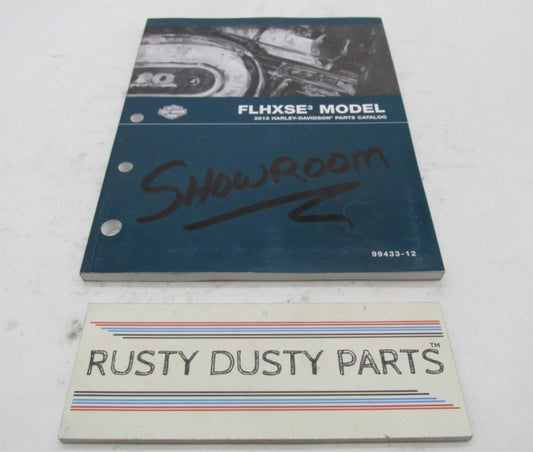 FLHXSE³ MODEL
2012 HARLEY-DAVIDSON® PARTS CATALOG
SHOWROOM
99433-12
RUSTY DUSTY PARTS™